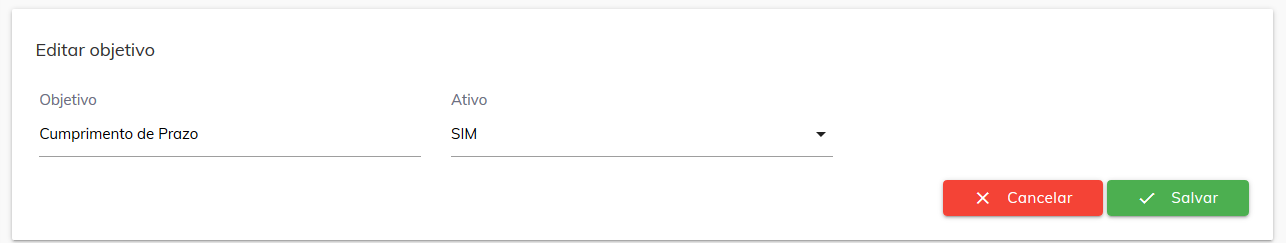 Editar objetivo
Objetivo
Ativo
Cumprimento de Prazo
SIM
Cancelar
Salvar